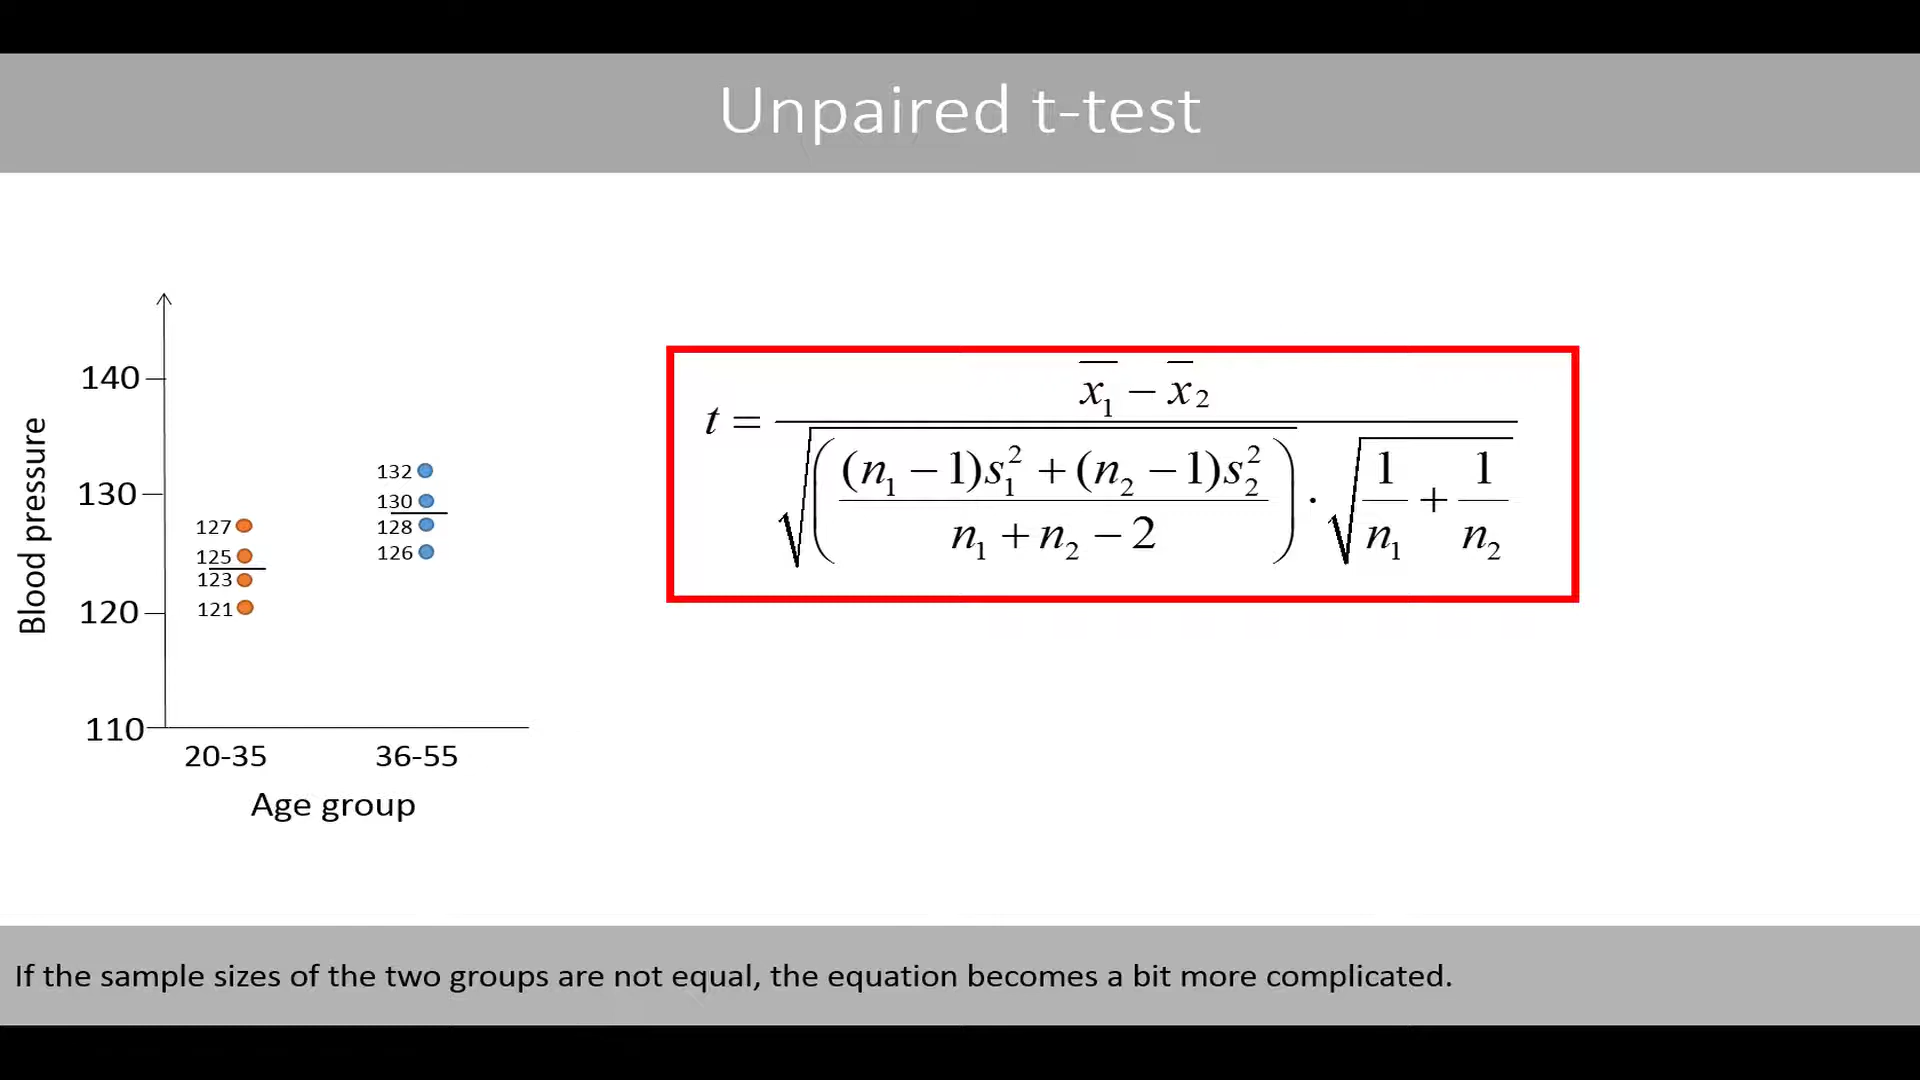 Unpaired t-test
140
130
120
110
Blood pressure
127
125
123
121
132
130
128
126
20-35 36-55
Age group
t = (x̄₁ − x̄₂) / (√(((n₁ − 1)s₁² + (n₂ − 1)s₂²) / (n₁ + n₂ − 2)) · √(1/n₁ + 1/n₂))
If the sample sizes of the two groups are not equal, the equation becomes a bit more complicated.